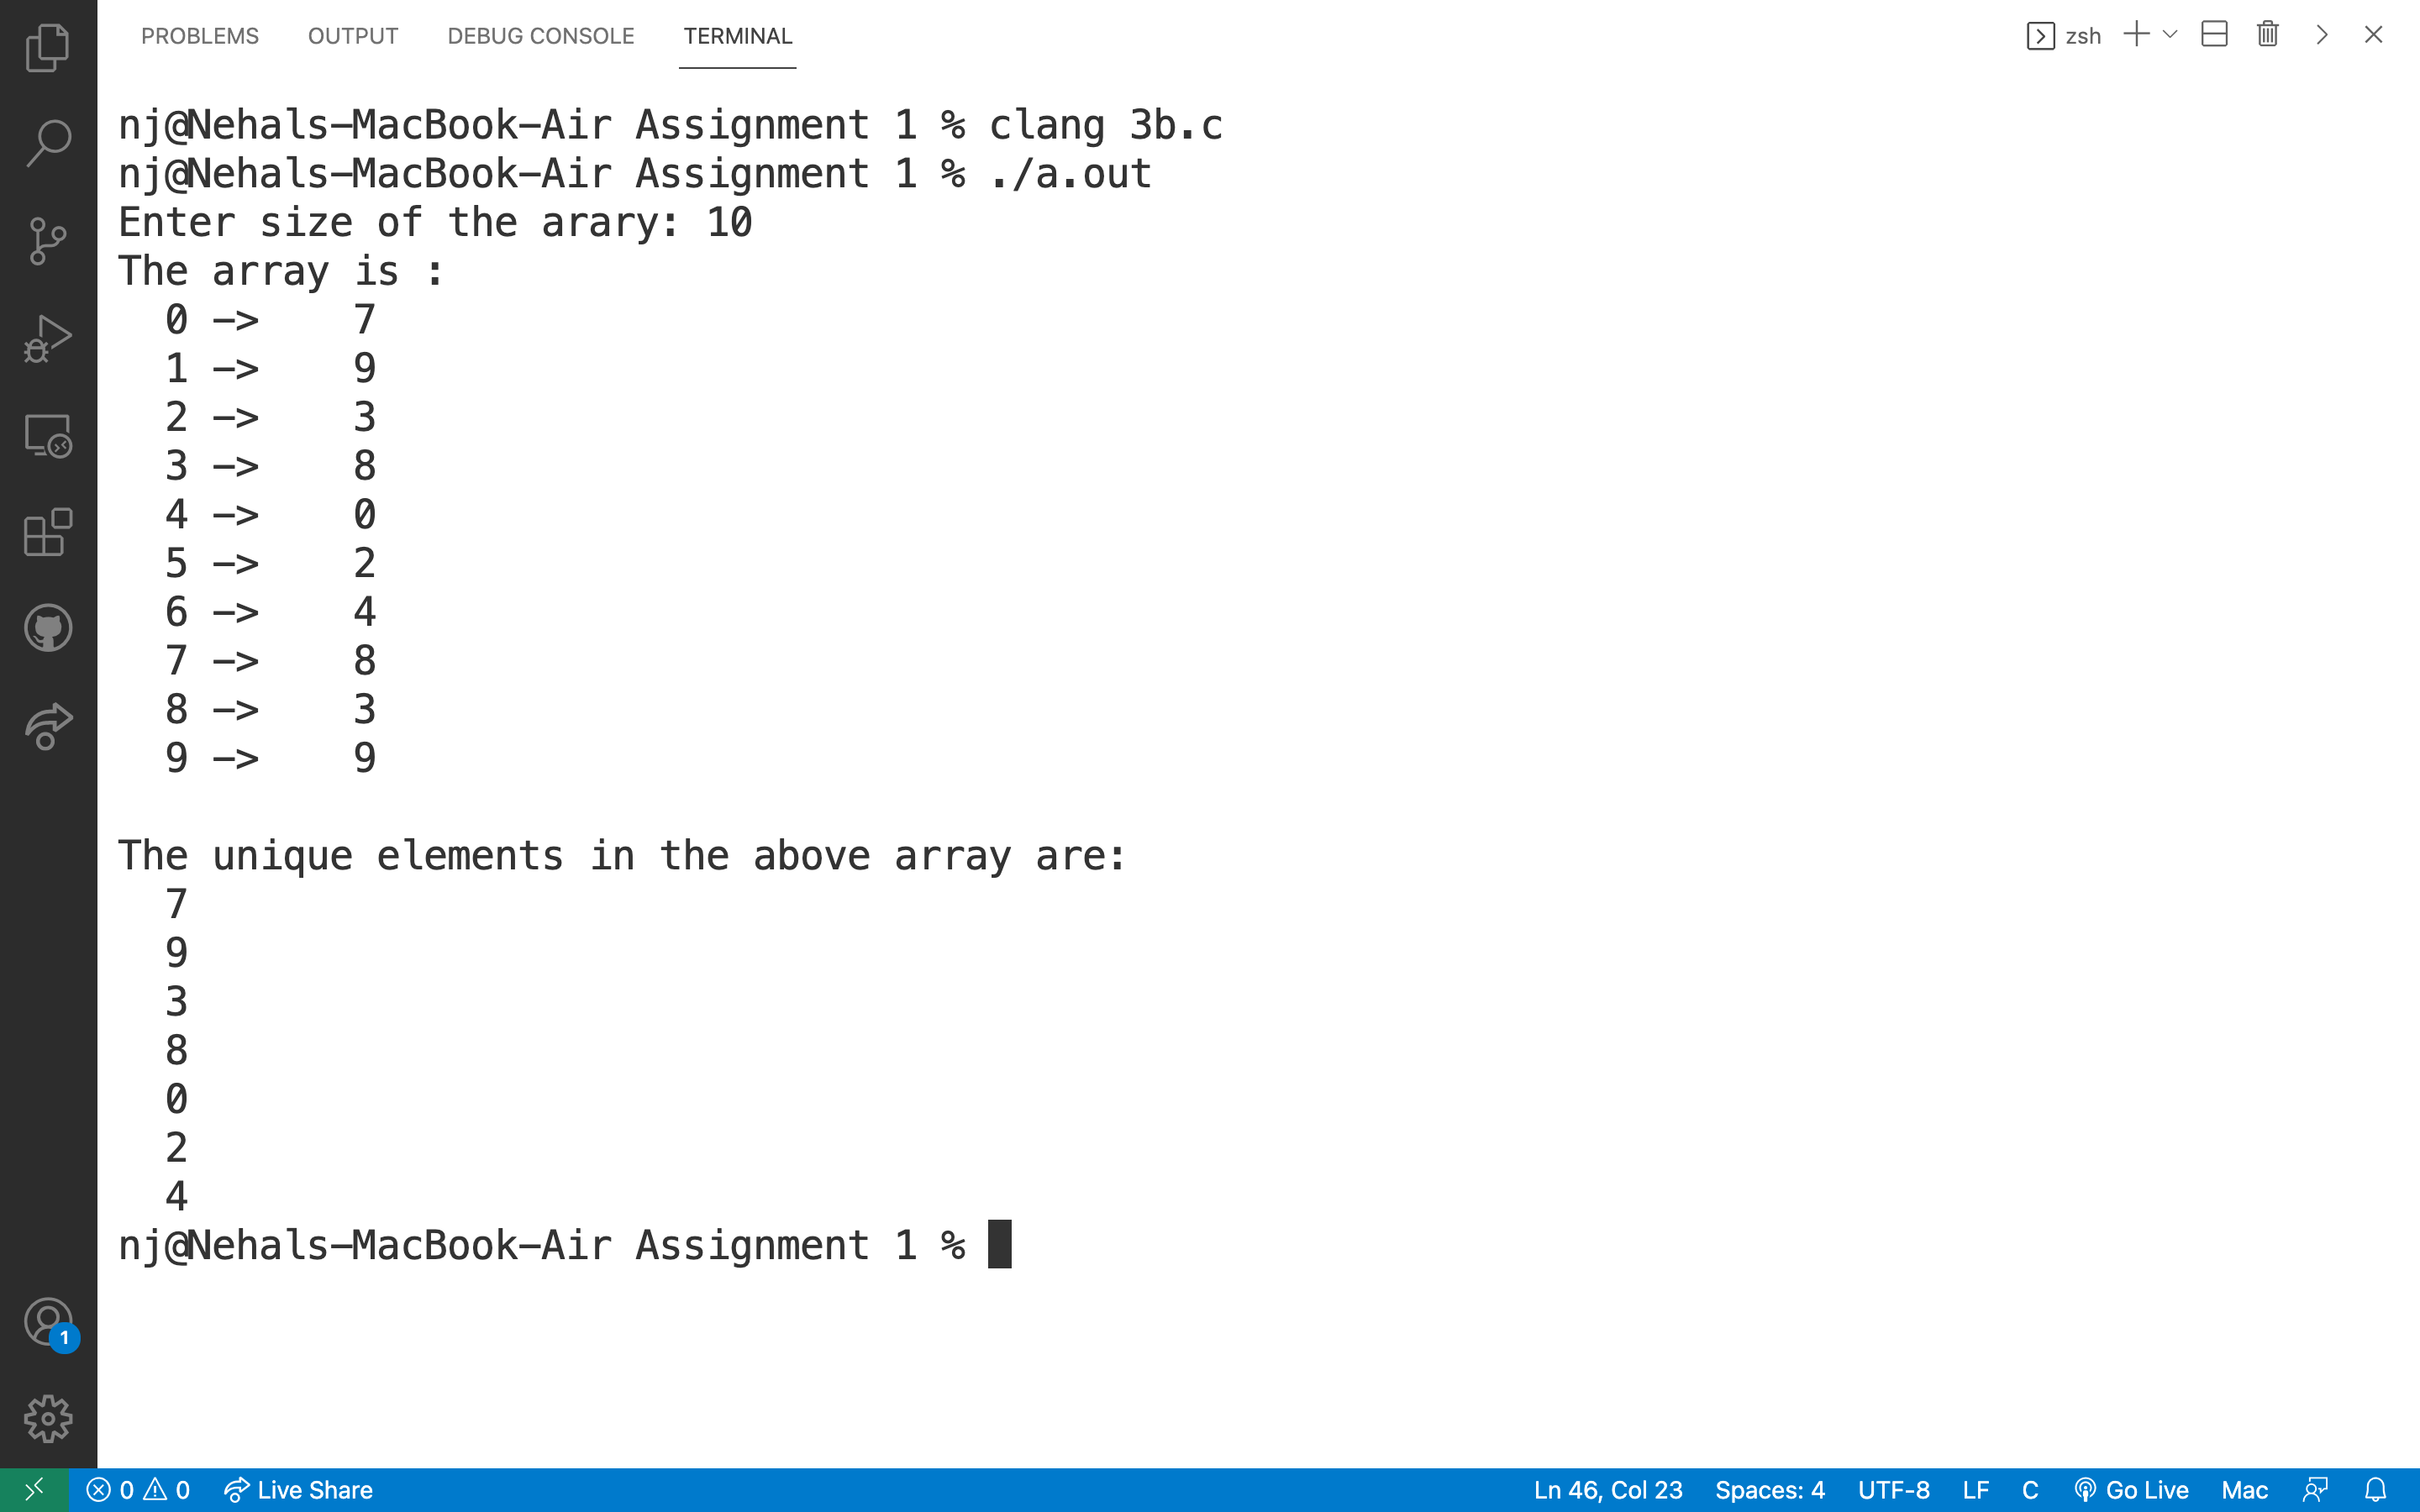 PROBLEMS OUTPUT DEBUG CONSOLE TERMINAL zsh
nj@Nehals-MacBook-Air Assignment 1 % clang 3b.c
nj@Nehals-MacBook-Air Assignment 1 % ./a.out
Enter size of the arary: 10
The array is :
0 -> 7
1 -> 9
2 -> 3
3 -> 8
4 -> 0
5 -> 2
6 -> 4
7 -> 8
8 -> 3
9 -> 9
The unique elements in the above array are:
7
9
3
8
0
2
4
nj@Nehals-MacBook-Air Assignment 1 %
1
0 0 Live Share Ln 46, Col 23 Spaces: 4 UTF-8 LF C Go Live Mac